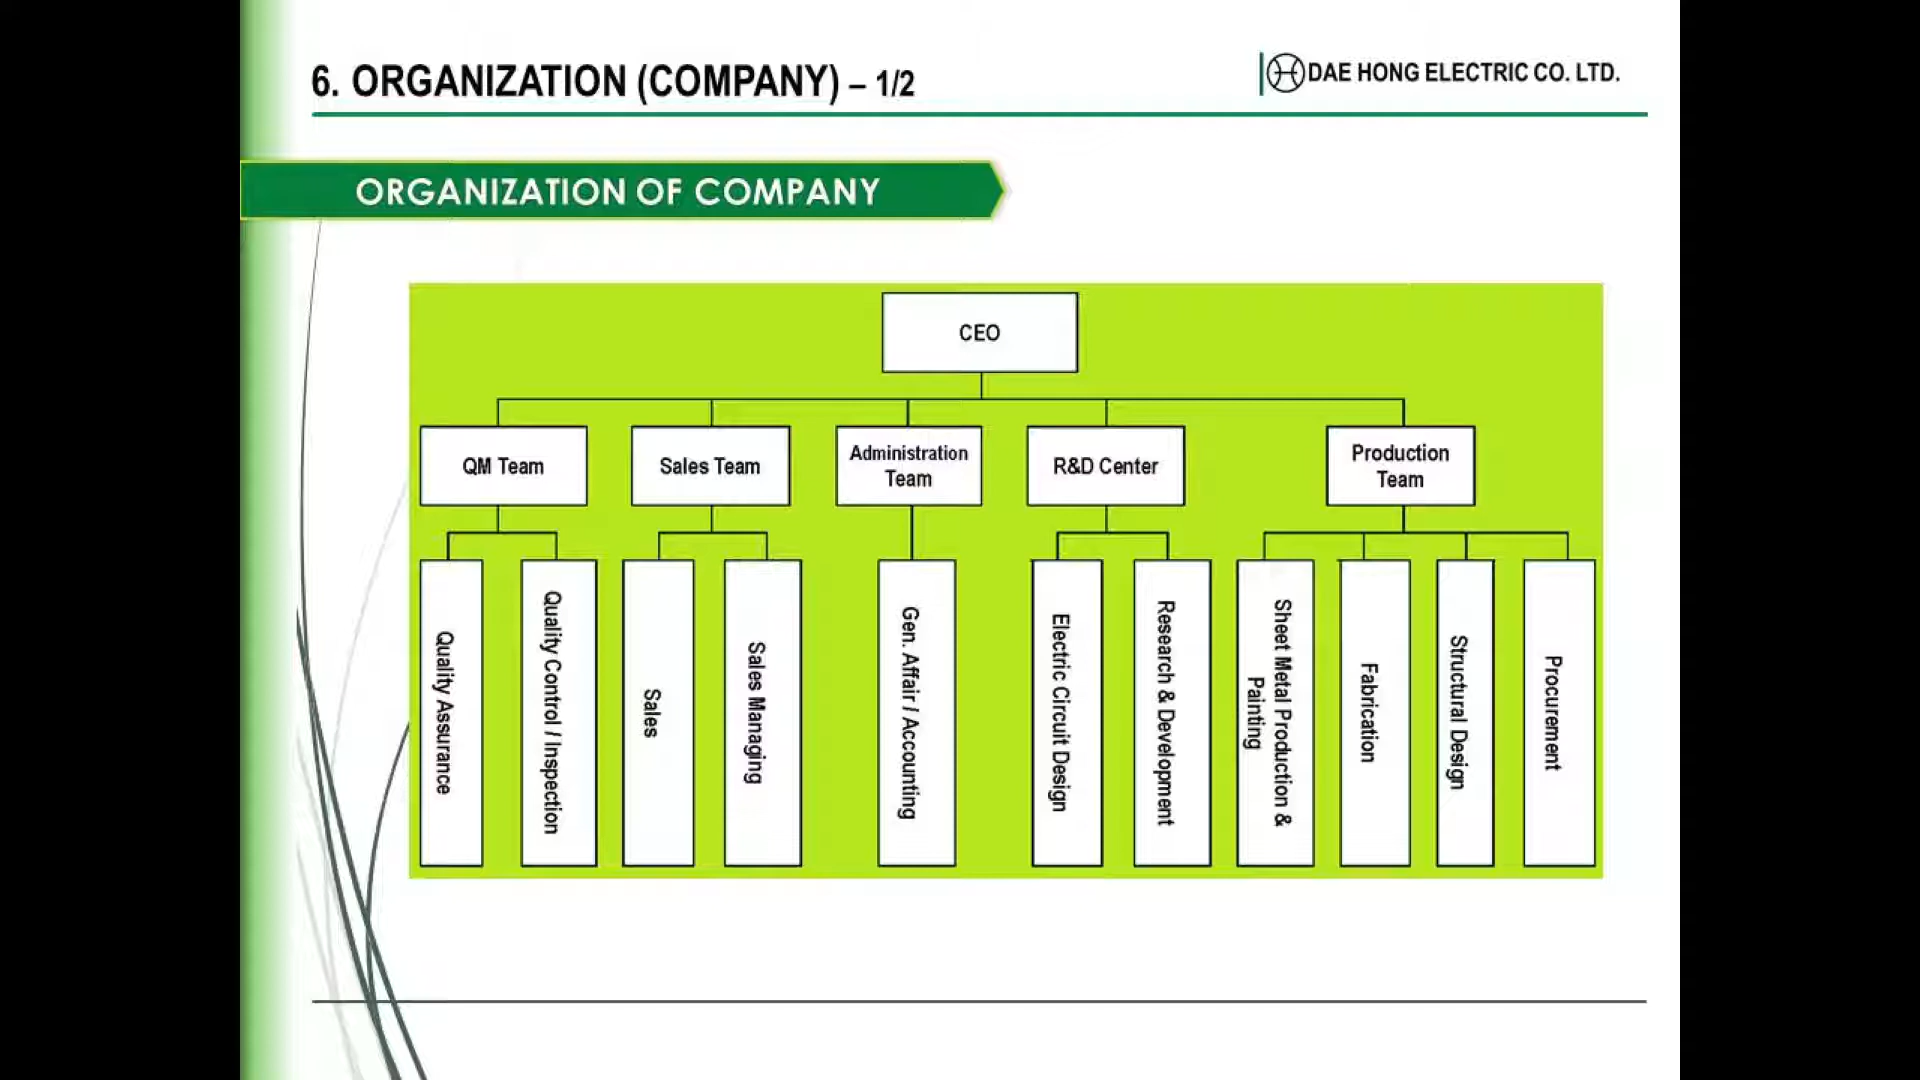 6. ORGANIZATION (COMPANY) – 1/2
DAE HONG ELECTRIC CO. LTD.
ORGANIZATION OF COMPANY
CEO
QM Team
Sales Team
Administration
Team
R&D Center
Production
Team
Quality Assurance
Quality Control / Inspection
Sales
Sales Managing
Gen. Affair / Accounting
Electric Circuit Design
Research & Development
Sheet Metal Production &
Painting
Fabrication
Structural Design
Procurement